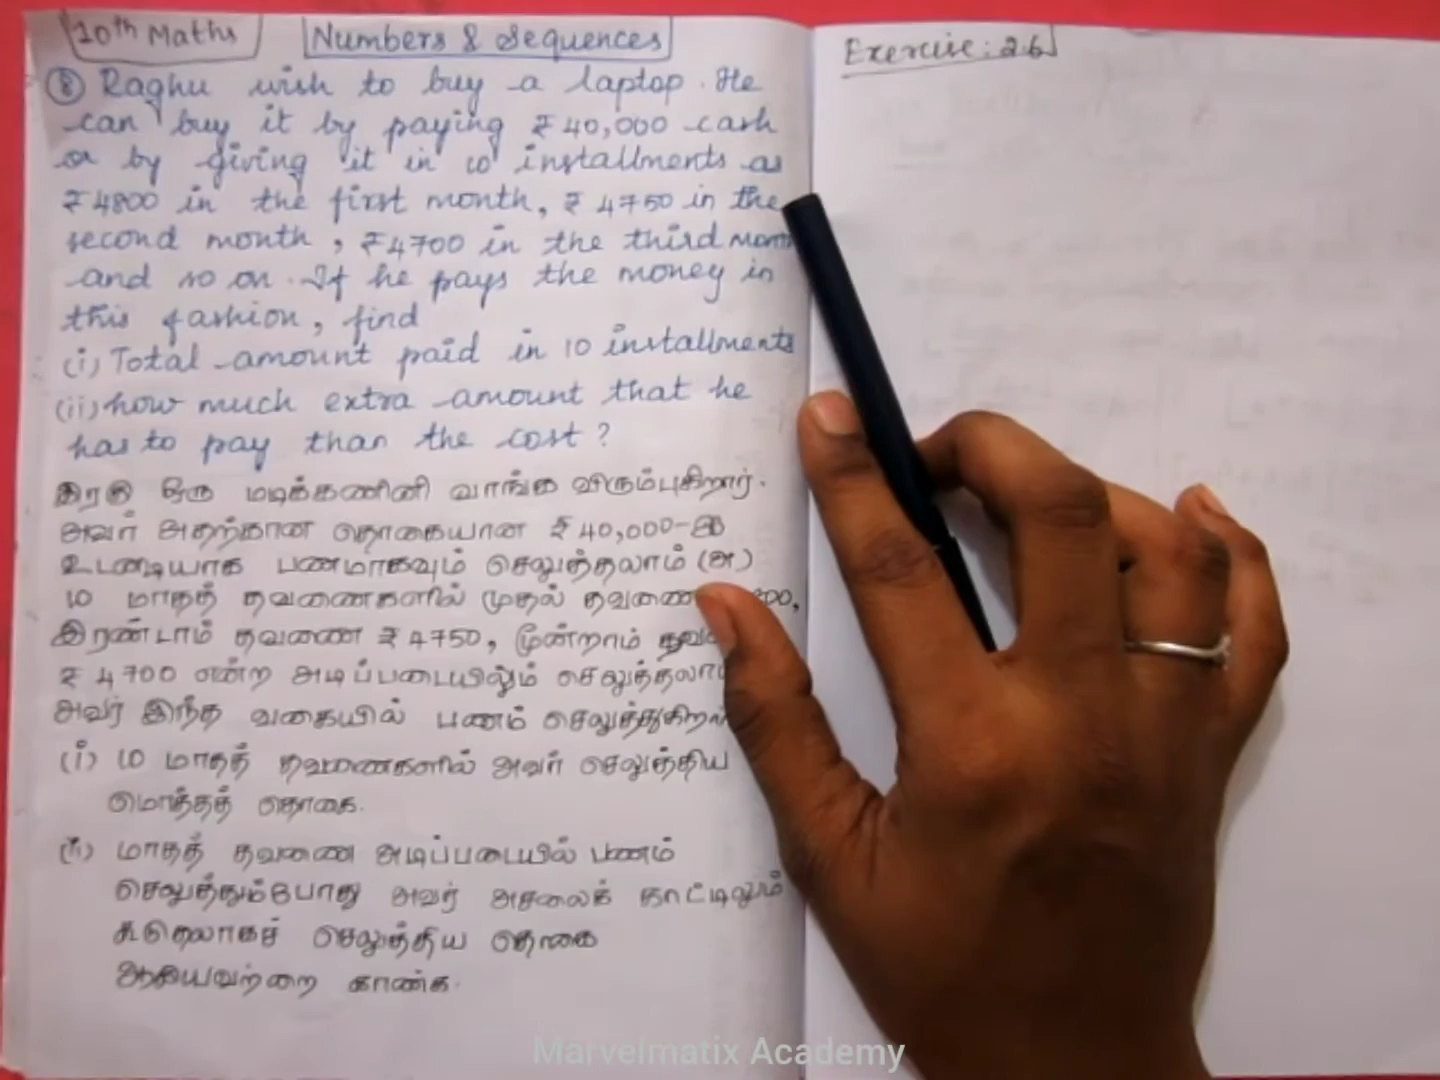 10th Maths
Numbers & Sequences
Exercise: 2.6
⑧ Raghu wish to buy a laptop. He
can buy it by paying ₹ 40,000 cash
or by giving it in 10 installments as
₹ 4800 in the first month, ₹ 4750 in the
second month, ₹4700 in the third month
and so on. If he pays the money in
this fashion, find
(i) Total amount paid in 10 installments
(ii) how much extra amount that he
has to pay than the cost?
இரகு ஒரு மடிக்கணினி வாங்க விரும்புகிறார்.
அவர் அதற்கான தொகையான ₹ 40,000-ஐ
உடனடியாக பணமாகவும் செலுத்தலாம் (அ)
10 மாதத் தவணைகளில் முதல் தவணை
இரண்டாம் தவணை ₹ 4750, மூன்றாம்
₹ 4700 என்ற அடிப்படையிலும்
அவர் இந்த வகையில் பணம்
(i) 10 மாதத் தவணைகளில் அவர் செலுத்திய
மொத்தத் தொகை.
(ii) மாதத் தவணை அடிப்படையில் பணம்
செலுத்தும்போது அவர் அசலைக் காட்டிலும்
கூடுதலாகச் செலுத்திய தொகை
ஆகியவற்றை காண்க.
Marvelmatix Academy